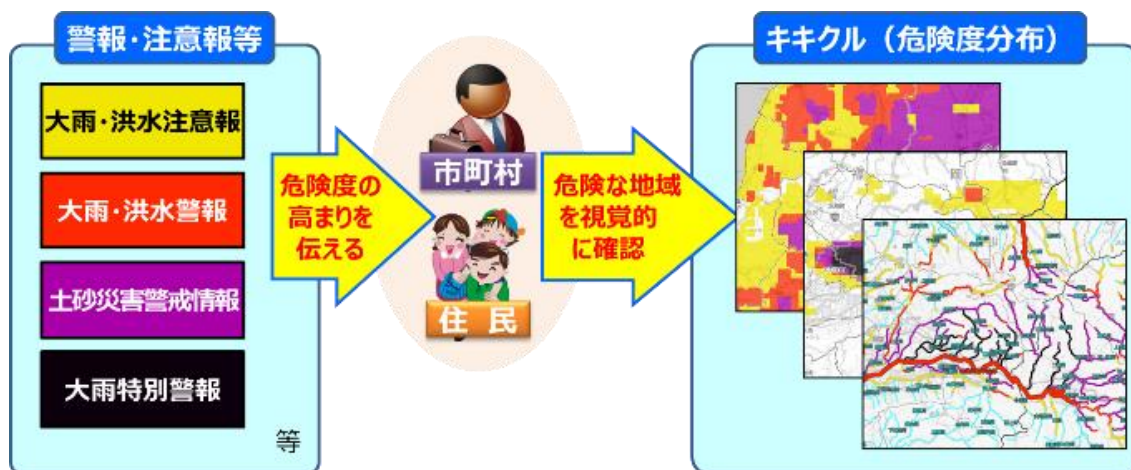 警報・注意報等
大雨・洪水注意報
大雨・洪水警報
土砂災害警戒情報
大雨特別警報
等
危険度の
高まりを
伝える
市町村
住 民
危険な地域
を視覚的
に確認
キキクル（危険度分布）